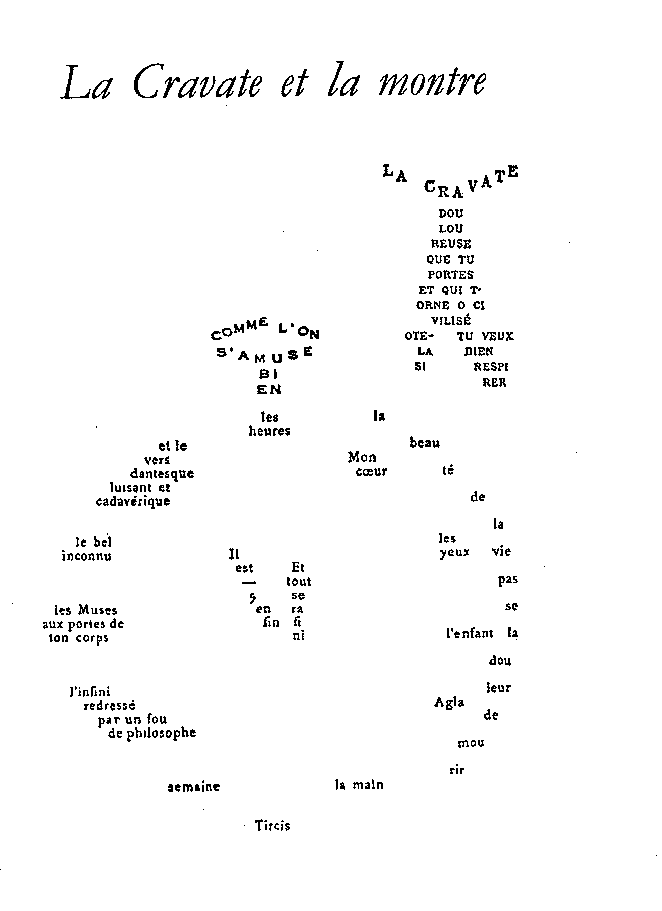 La Cravate et la montre
LA CRAVATE
DOU
LOU
REUSE
QUE TU
PORTES
ET QUI T'
ORNE O CI
VILISÉ
OTE- TU VEUX
LA BIEN
SI RESPI
RER
COMME L'ON
S'AMUSE
BI
EN
les
heures
la
beau
té
de
la
vie
pas
se
la
dou
leur
de
mou
rir
Mon
cœur
les
yeux
l'enfant
Agla
la main
Tircis
semaine
l'infini
redressé
par un fou
de philosophe
les Muses
aux portes de
ton corps
le bel
inconnu
et le
vers
dantesque
luisant et
cadavérique
Il
est
—
5
en
fin
Et
tout
se
ra
fi
ni